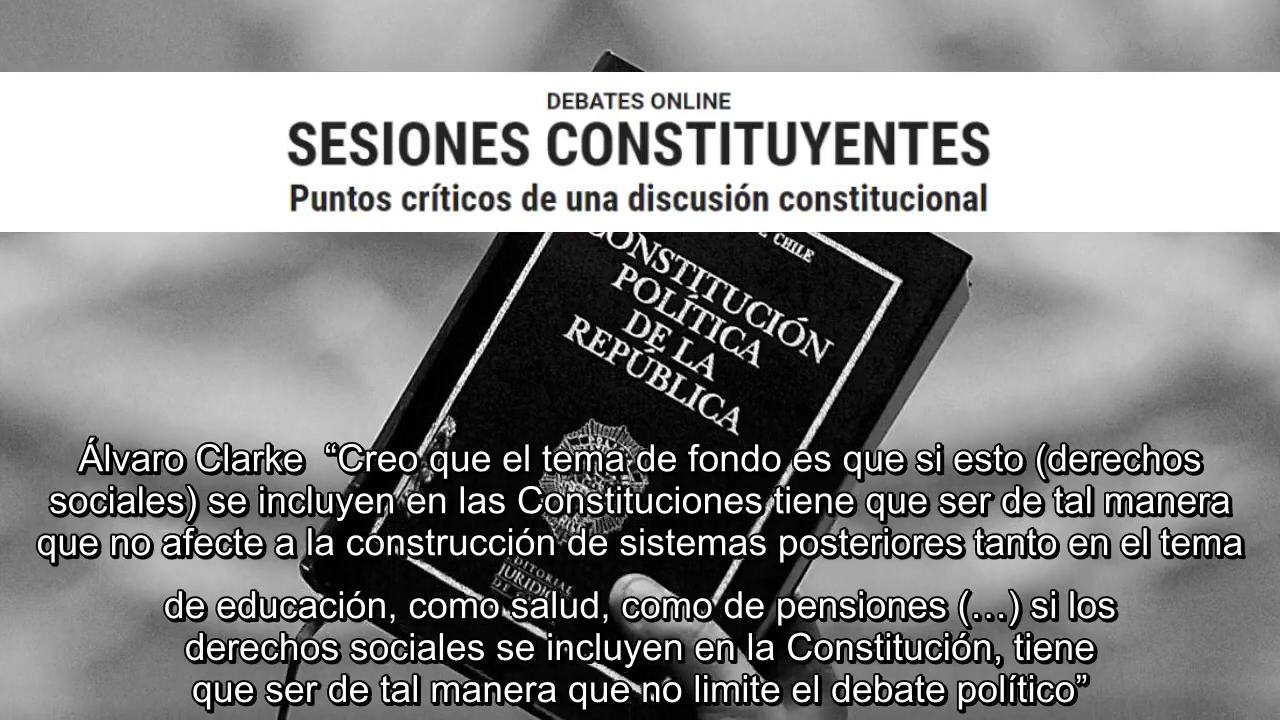 DEBATES ONLINE
SESIONES CONSTITUYENTES
Puntos críticos de una discusión constitucional
CHILE
CONSTITUCIÓN
POLÍTICA
DE LA
REPÚBLICA
Álvaro Clarke “Creo que el tema de fondo es que si esto (derechos
sociales) se incluyen en las Constituciones tiene que ser de tal manera
que no afecte a la construcción de sistemas posteriores tanto en el tema
de educación, como salud, como de pensiones (...) si los
derechos sociales se incluyen en la Constitución, tiene
que ser de tal manera que no limite el debate político”